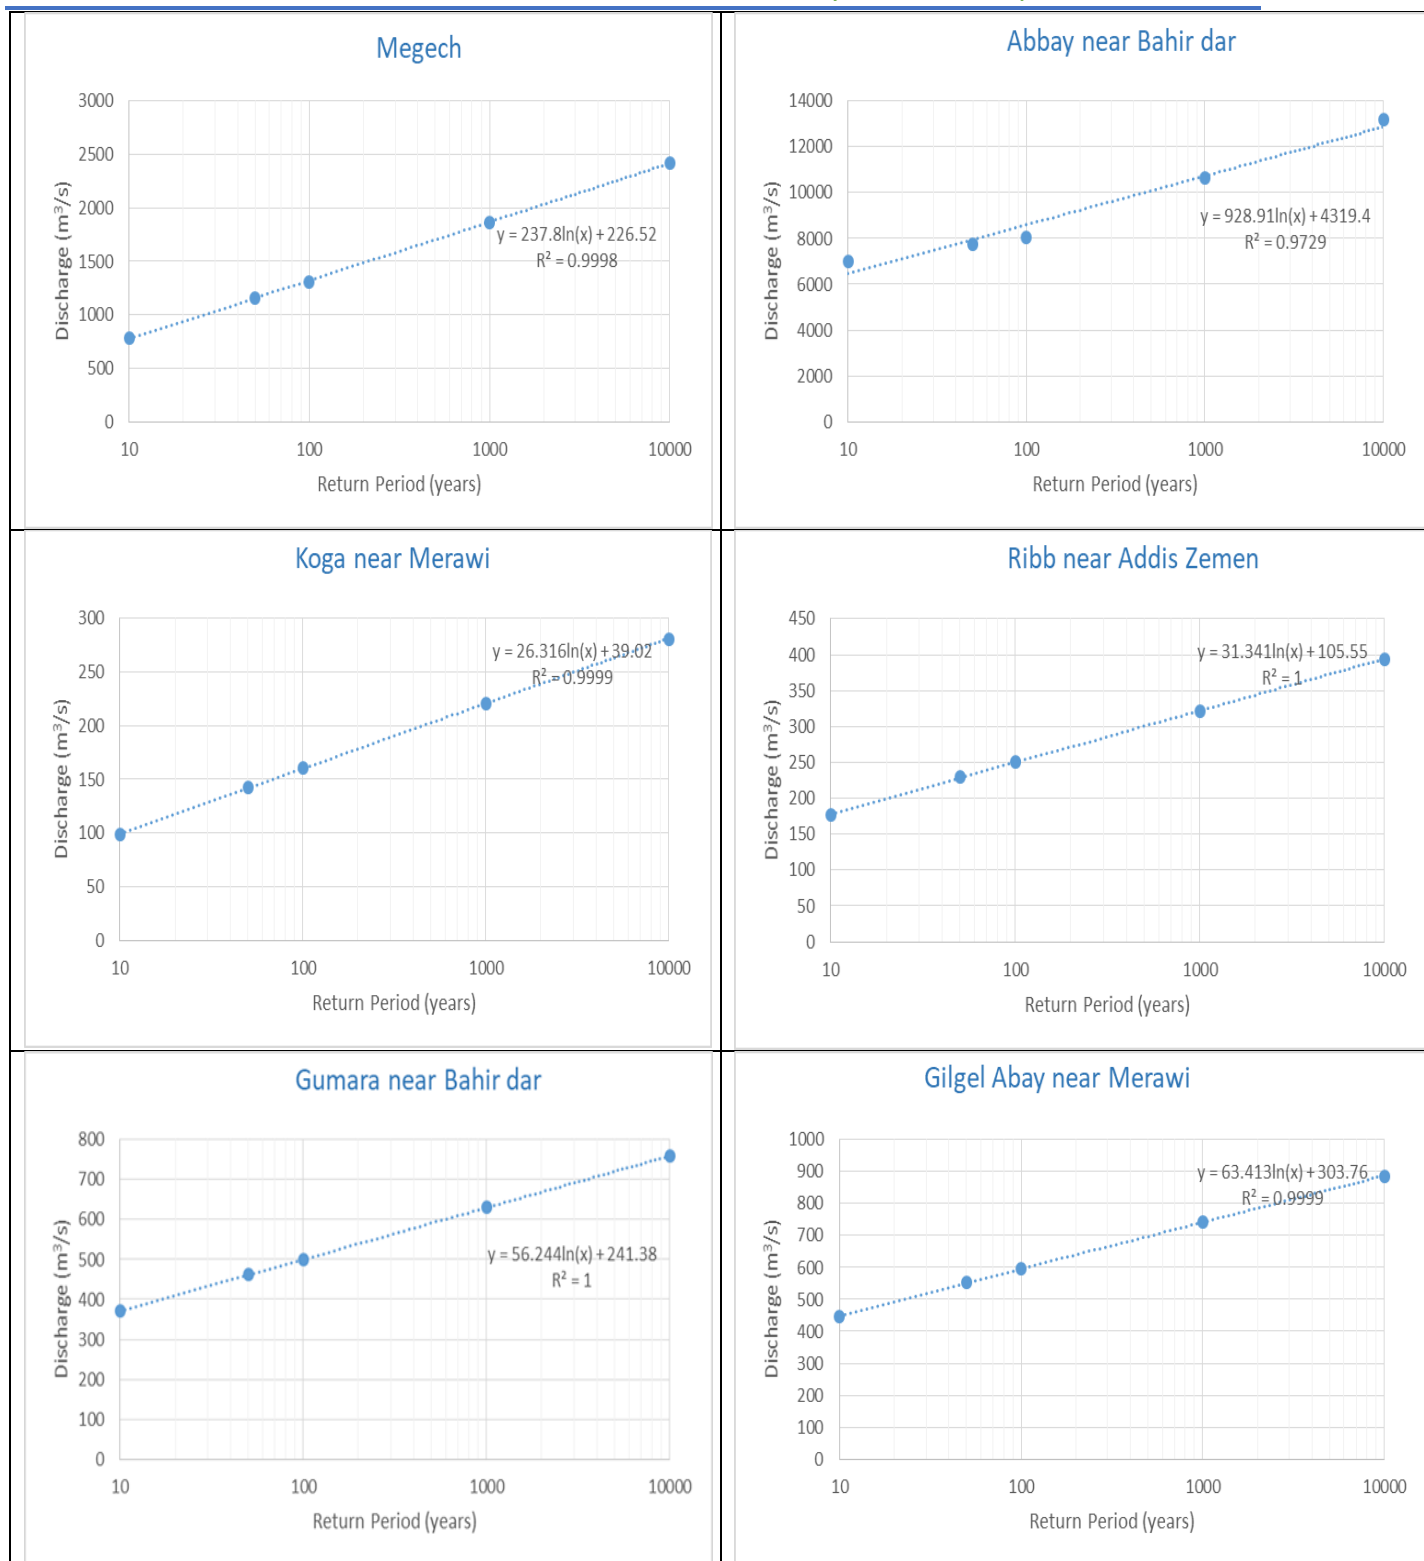 Megech
3000
2500
2000
1500
1000
500
0
Discharge (m³/s)
y = 237.8ln(x) + 226.52
R² = 0.9998
10 100 1000 10000
Return Period (years)
Abbay near Bahir dar
14000
12000
10000
8000
6000
4000
2000
0
Discharge (m³/s)
y = 928.91ln(x) + 4319.4
R² = 0.9729
10 100 1000 10000
Return Period (years)
Koga near Merawi
300
250
200
150
100
50
0
Discharge (m³/s)
y = 26.316ln(x) + 39.02
R² = 0.9999
10 100 1000 10000
Return Period (years)
Ribb near Addis Zemen
450
400
350
300
250
200
150
100
50
0
Discharge (m³/s)
y = 31.341ln(x) + 105.55
R² = 1
10 100 1000 10000
Return Period (years)
Gumara near Bahir dar
800
700
600
500
400
300
200
100
0
Discharge (m³/s)
y = 56.244ln(x) + 241.38
R² = 1
10 100 1000 10000
Return Period (years)
Gilgel Abay near Merawi
1000
900
800
700
600
500
400
300
200
100
0
Discharge (m³/s)
y = 63.413ln(x) + 303.76
R² = 0.9999
10 100 1000 10000
Return Period (years)